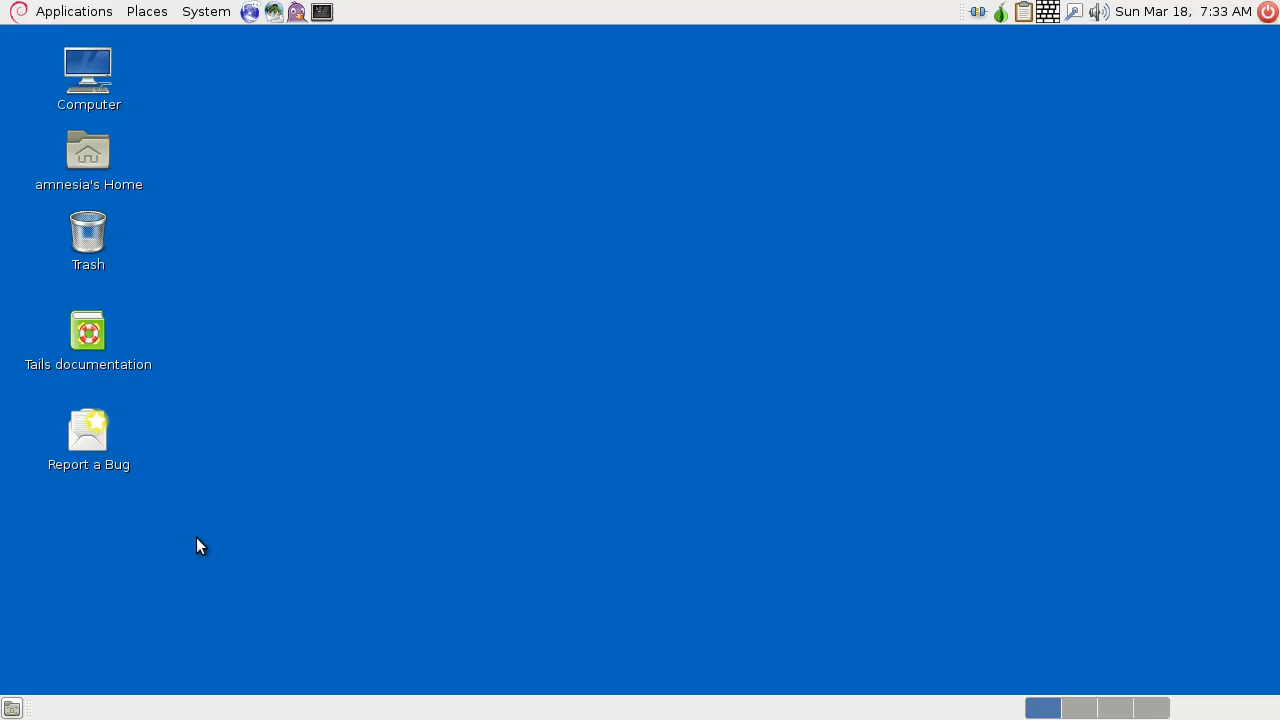 Applications Places System Sun Mar 18, 7:33 AM
Computer
amnesia's Home
Trash
Tails documentation
Report a Bug